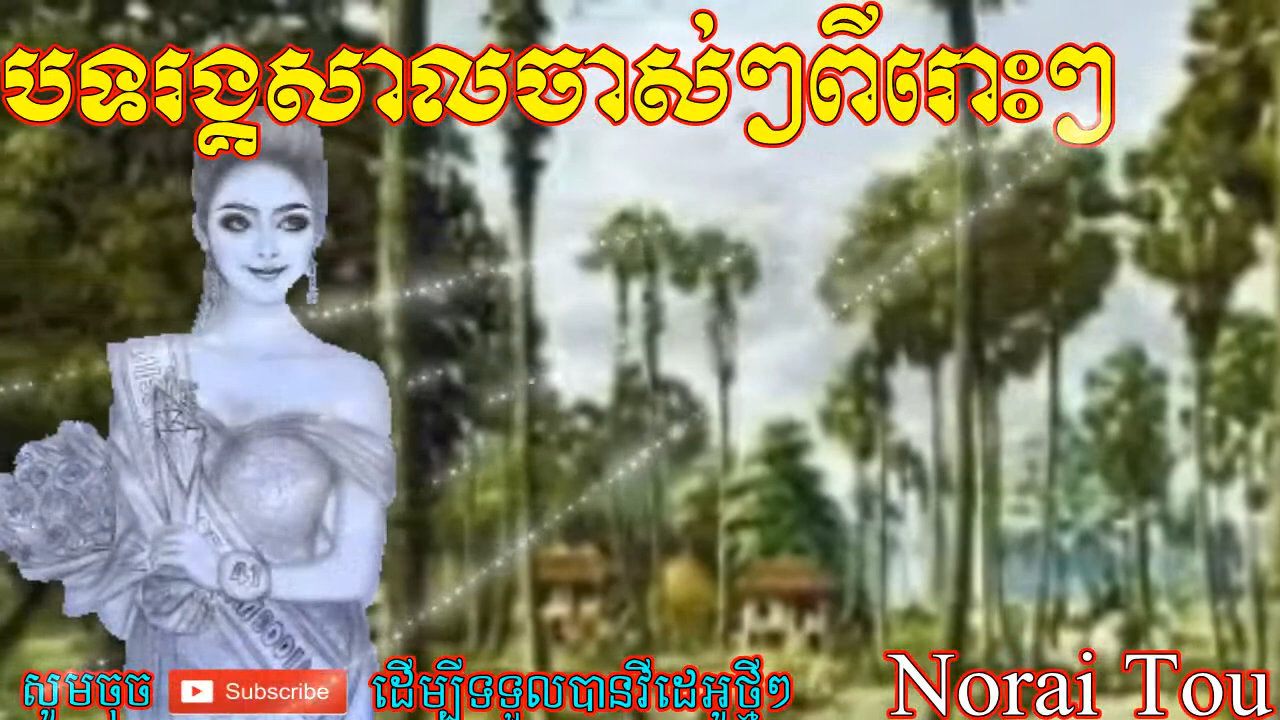 បទរង្គសាលចាស់ៗពីរោះៗ
41
សូមចុច Subscribe ដើម្បីទទួលបានវីដេអូថ្មីៗ
Norai Tou